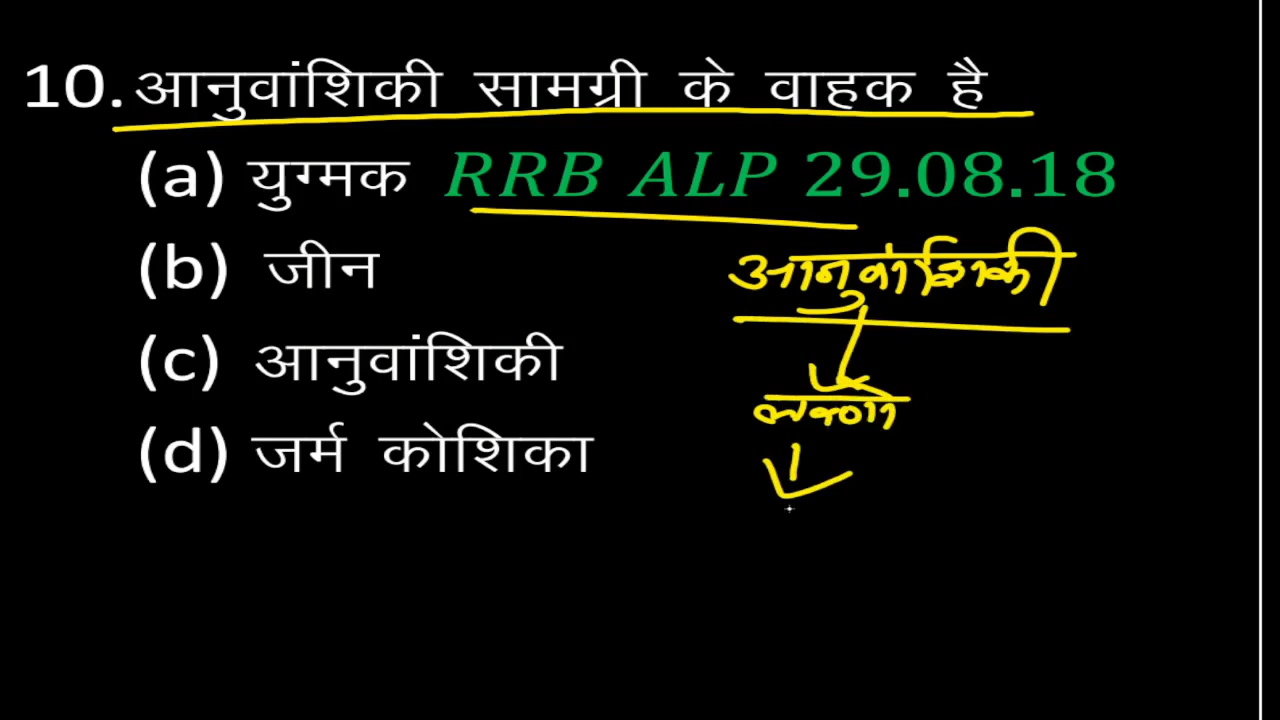 10. आनुवांशिकी सामग्री के वाहक है
(a) युग्मक RRB ALP 29.08.18
(b) जीन
आनुवांशिकी
(c) आनुवांशिकी
(d) जर्म कोशिका